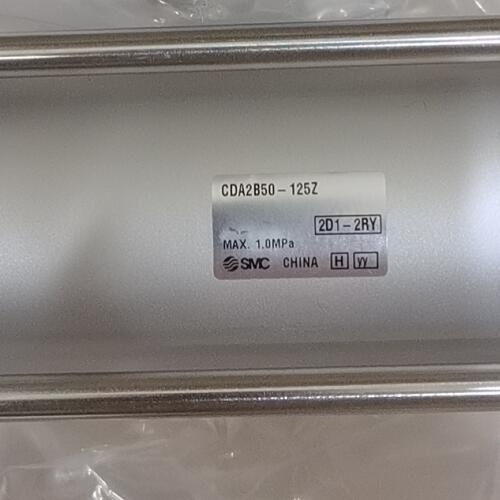 CDA2B50-125Z
2D1-2RY
MAX. 1.0MPa
SMC CHINA H yy